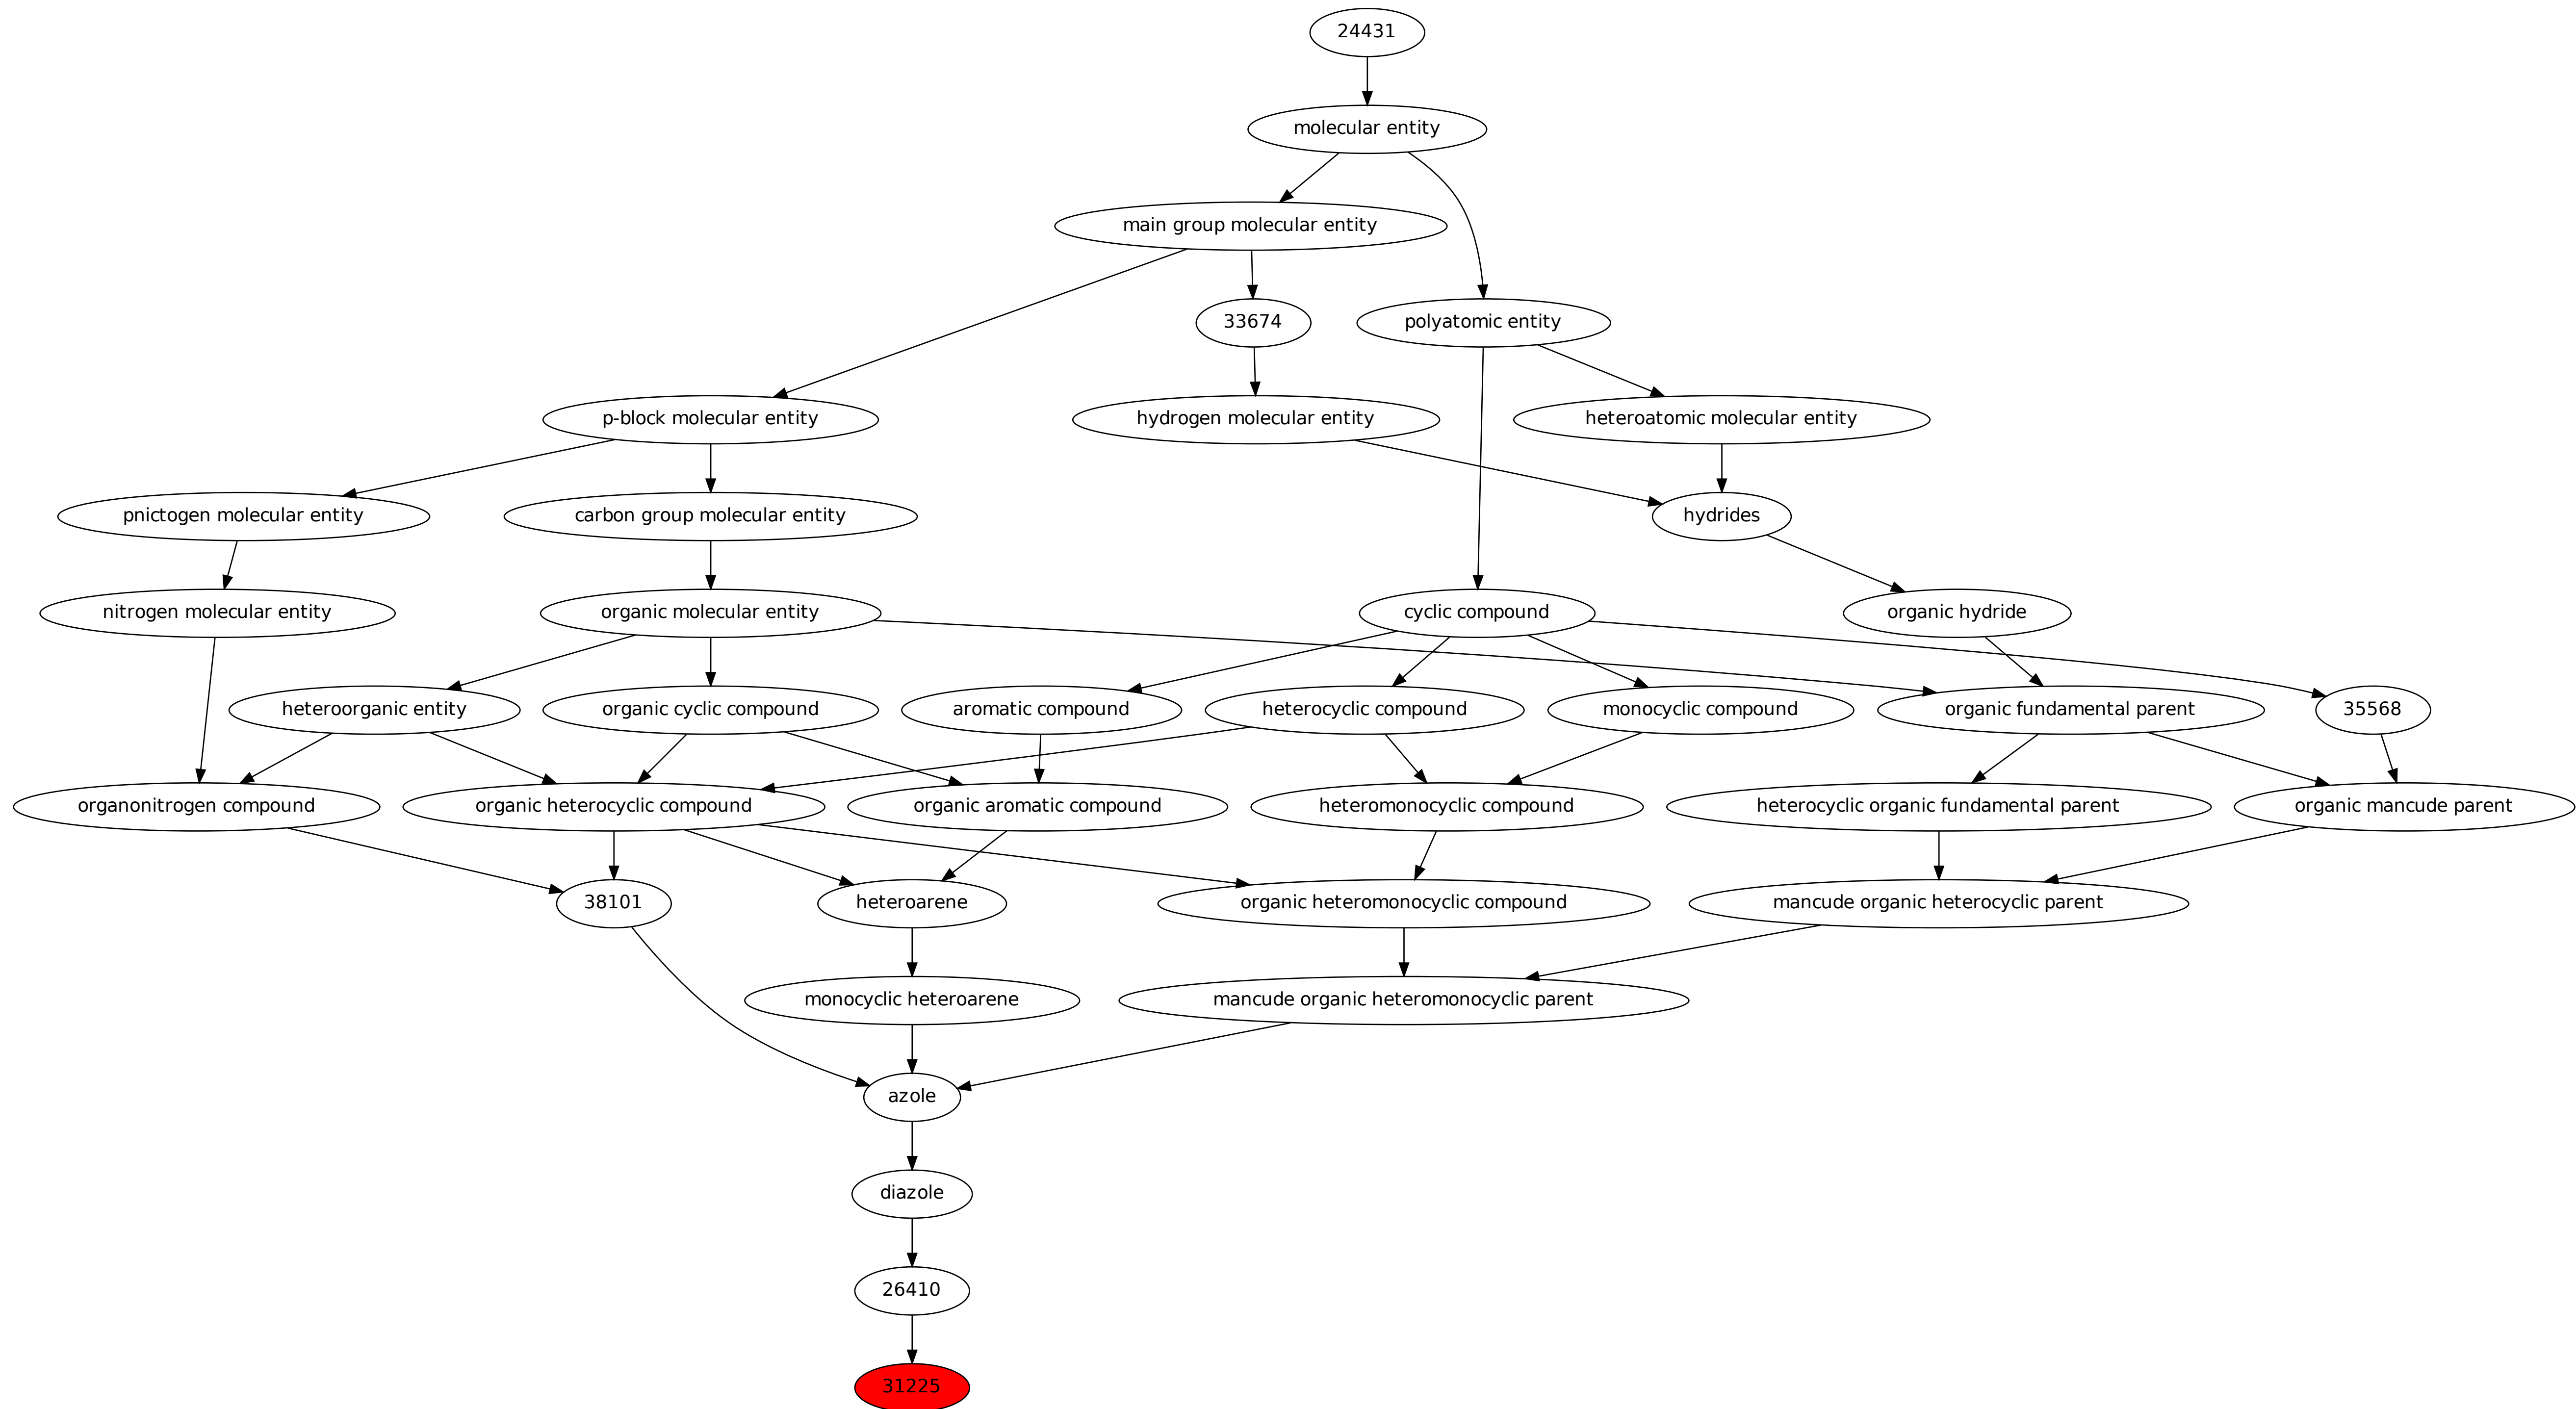 24431
molecular entity
main group molecular entity
33674
polyatomic entity
p-block molecular entity
hydrogen molecular entity
heteroatomic molecular entity
pnictogen molecular entity
carbon group molecular entity
hydrides
nitrogen molecular entity
organic molecular entity
cyclic compound
organic hydride
heteroorganic entity
organic cyclic compound
aromatic compound
heterocyclic compound
monocyclic compound
organic fundamental parent
35568
organonitrogen compound
organic heterocyclic compound
organic aromatic compound
heteromonocyclic compound
heterocyclic organic fundamental parent
organic mancude parent
38101
heteroarene
organic heteromonocyclic compound
mancude organic heterocyclic parent
monocyclic heteroarene
mancude organic heteromonocyclic parent
azole
diazole
26410
31225